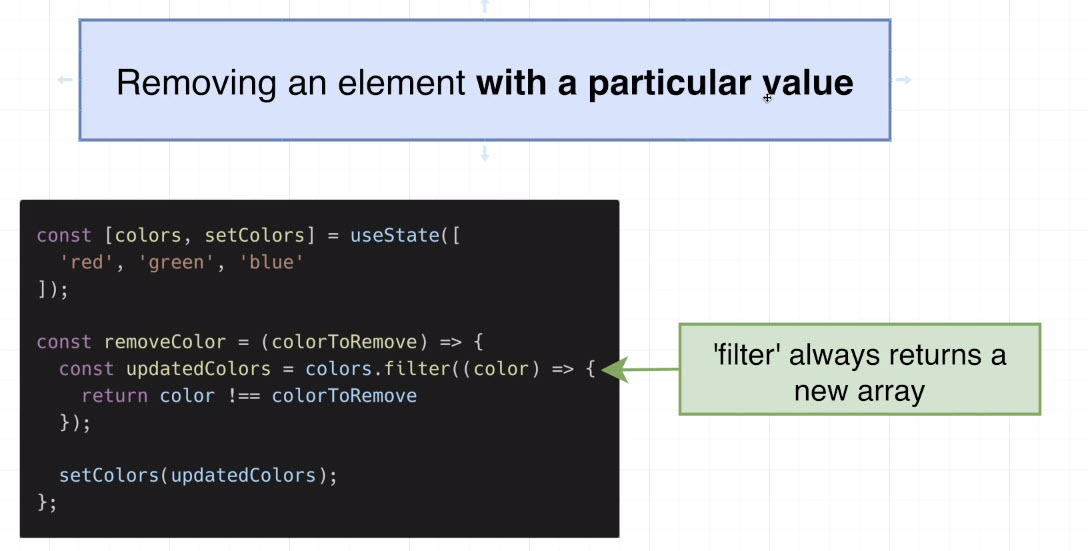 Removing an element with a particular value
const [colors, setColors] = useState([
  'red', 'green', 'blue'
]);
const removeColor = (colorToRemove) => {
  const updatedColors = colors.filter((color) => {
    return color !== colorToRemove
  });
  setColors(updatedColors);
};
'filter' always returns a
new array